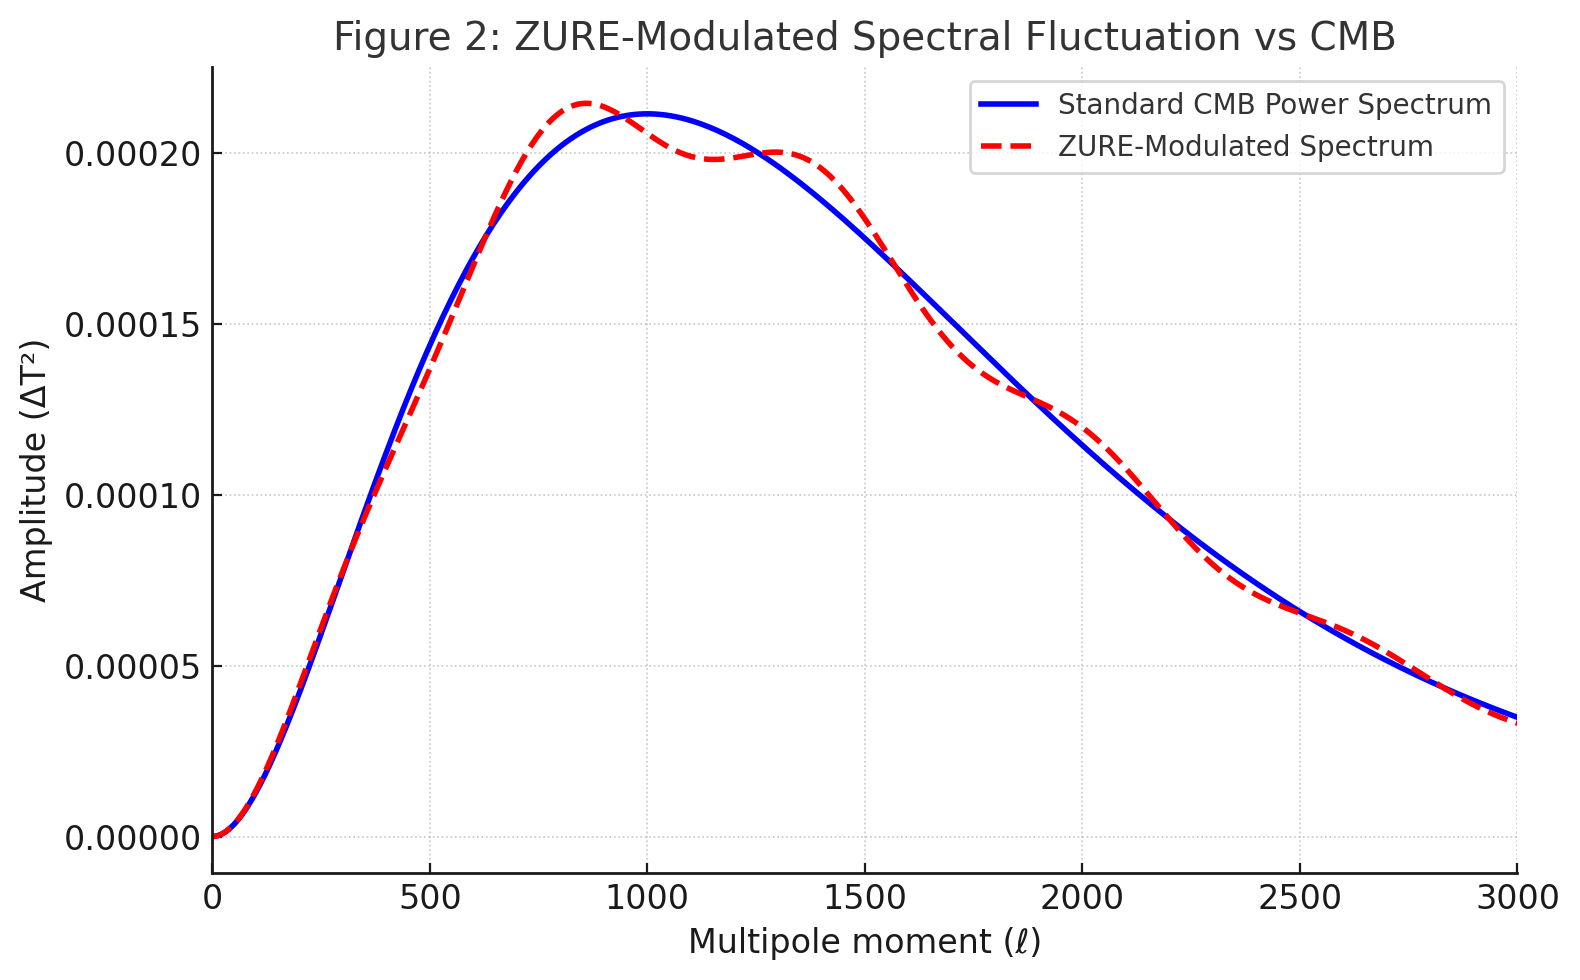 Figure 2: ZURE-Modulated Spectral Fluctuation vs CMB
Standard CMB Power Spectrum
ZURE-Modulated Spectrum
Amplitude (ΔT²)
0.00020
0.00015
0.00010
0.00005
0.00000
0 500 1000 1500 2000 2500 3000
Multipole moment (ℓ)